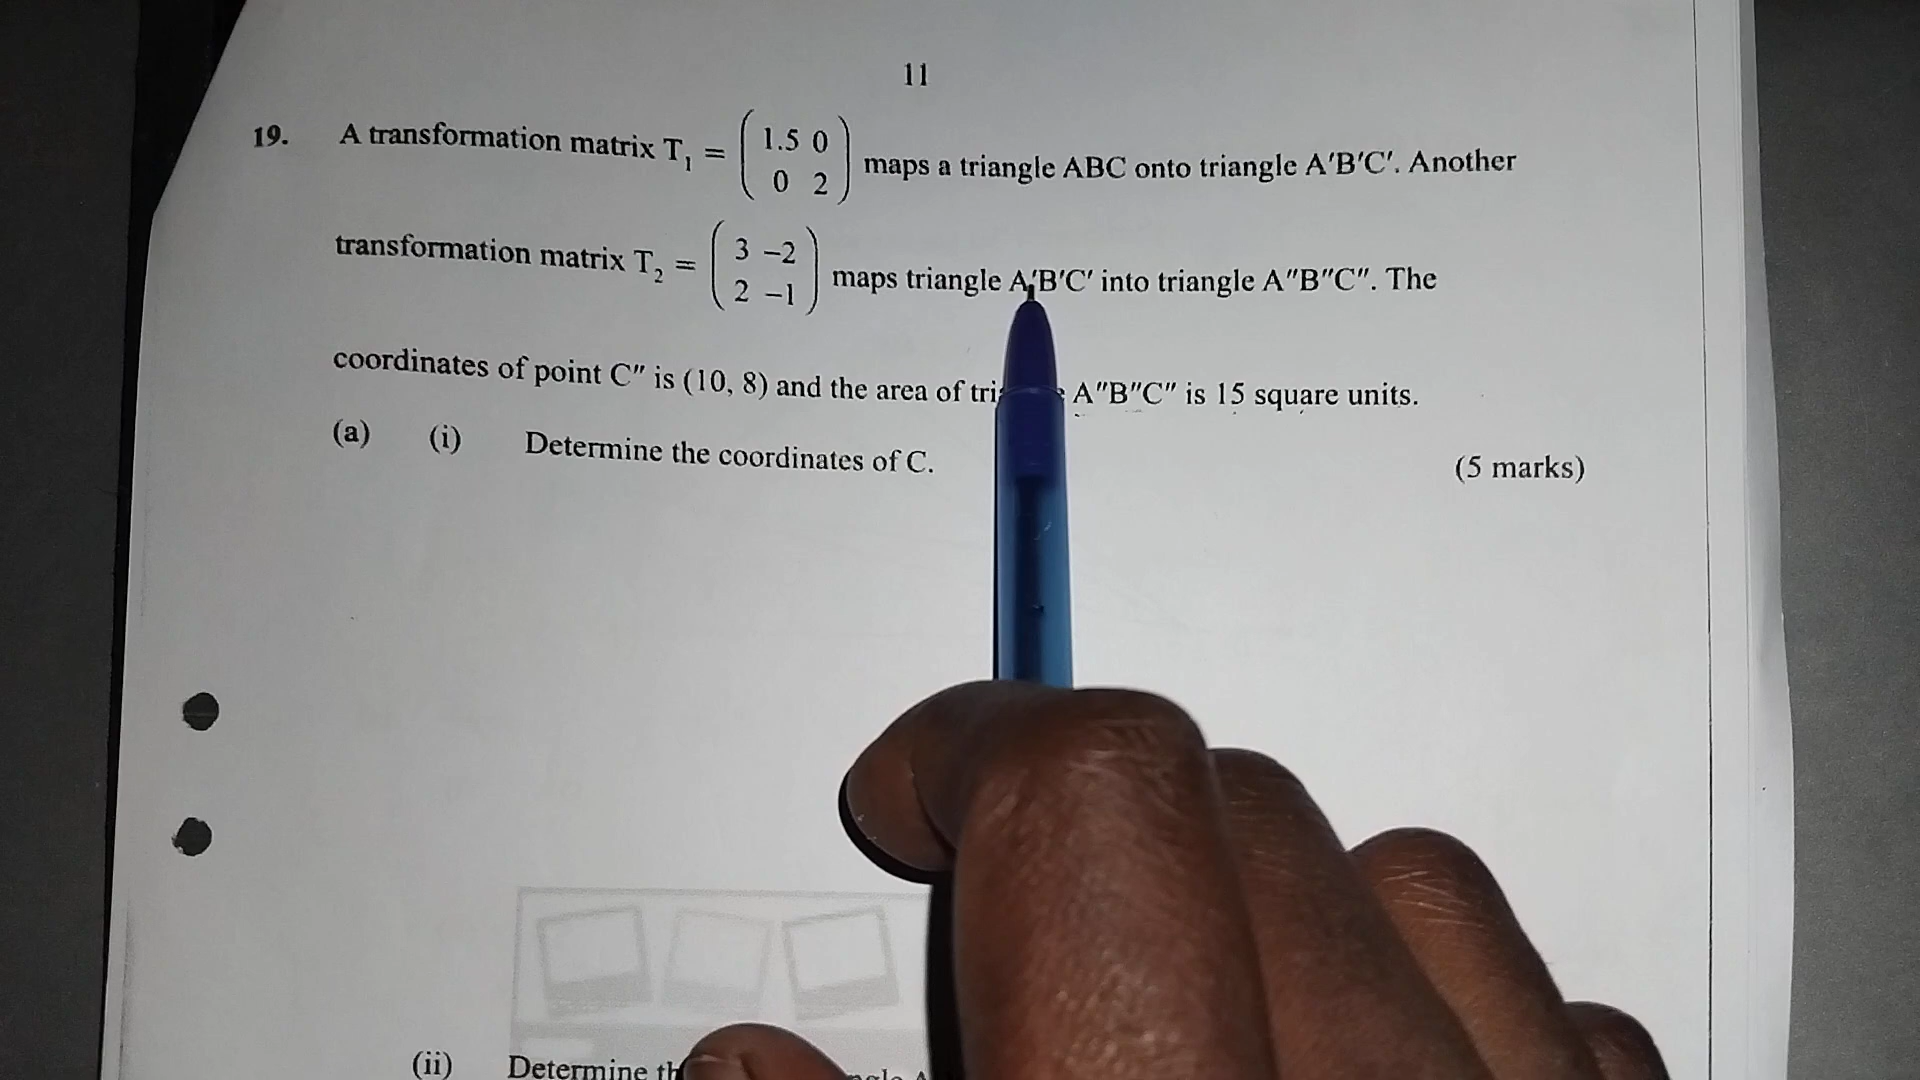 11
19. A transformation matrix T₁ = ( 1.5 0 ; 0 2 ) maps a triangle ABC onto triangle A′B′C′. Another
transformation matrix T₂ = ( 3 −2 ; 2 −1 ) maps triangle A′B′C′ into triangle A″B″C″. The
coordinates of point C″ is (10, 8) and the area of A″B″C″ is 15 square units.
(a) (i) Determine the coordinates of C. (5 marks)
(ii) Determine